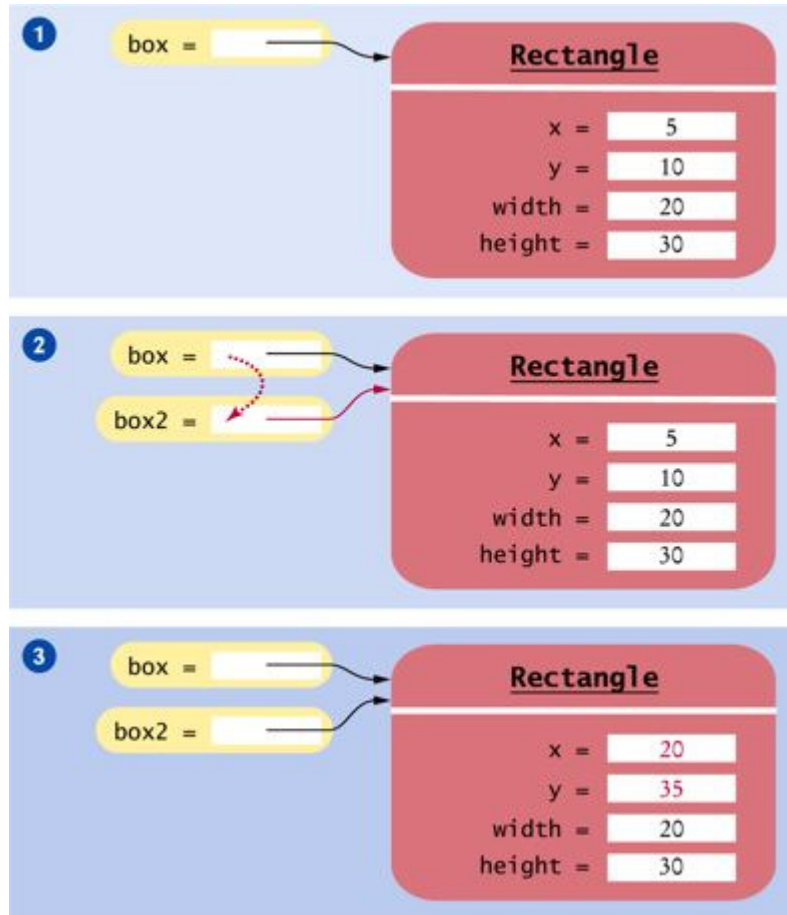 1
box =
Rectangle
x = 5
y = 10
width = 20
height = 30
2
box =
box2 =
Rectangle
x = 5
y = 10
width = 20
height = 30
3
box =
box2 =
Rectangle
x = 20
y = 35
width = 20
height = 30